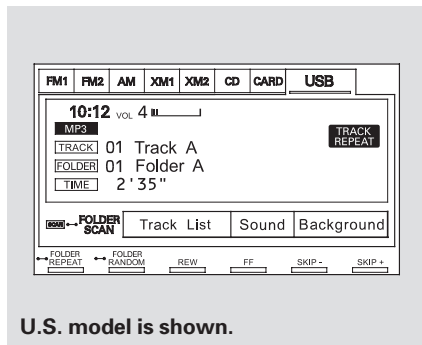 FM1 FM2 AM XM1 XM2 CD CARD USB
10:12 VOL 4
MP3
TRACK REPEAT
TRACK 01 Track A
FOLDER 01 Folder A
TIME 2'35"
SCAN FOLDER SCAN Track List Sound Background
FOLDER REPEAT FOLDER RANDOM REW FF SKIP - SKIP +
U.S. model is shown.